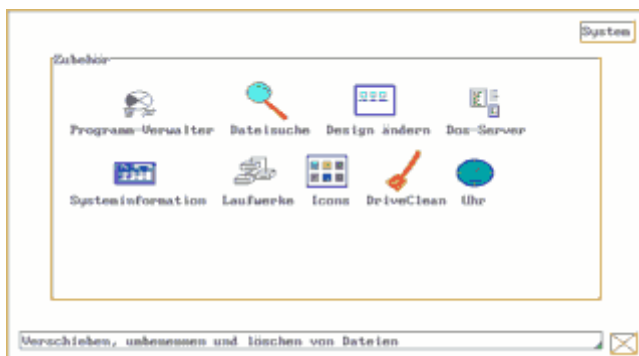 System
Zubehör
Programm-Verwalter Dateisuche Design ändern Dos-Server
Systeminformation Laufwerke Icons DriveClean Uhr
Verschieben, umbenennen und löschen von Dateien